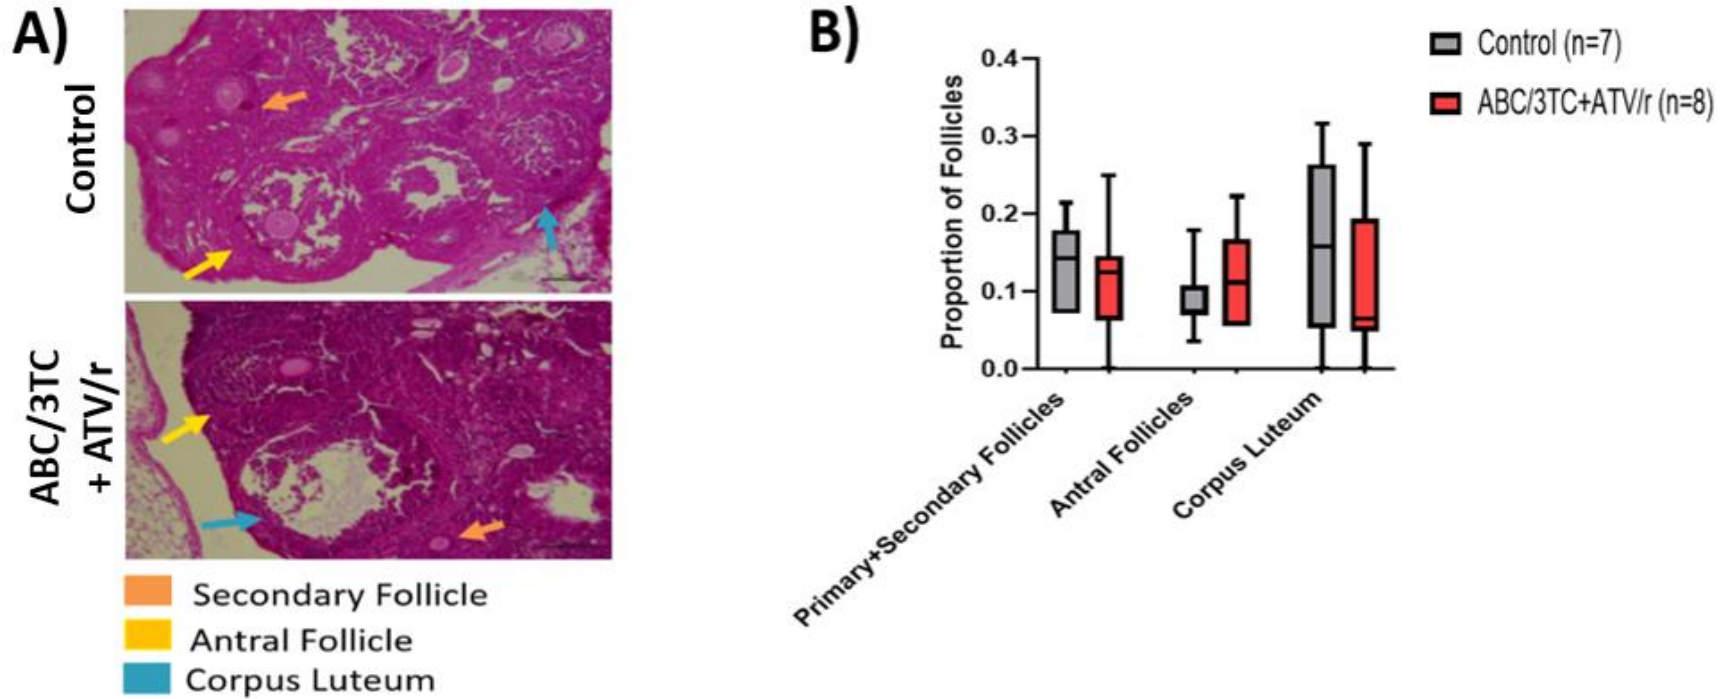 A)
Control
ABC/3TC
+ ATV/r
Secondary Follicle
Antral Follicle
Corpus Luteum
B)
Proportion of Follicles
0.4
0.3
0.2
0.1
0.0
Primary+Secondary Follicles
Antral Follicles
Corpus Luteum
Control (n=7)
ABC/3TC+ATV/r (n=8)